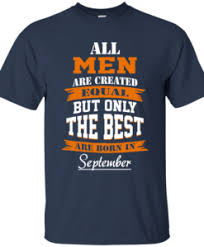 ALL
MEN
ARE CREATED
EQUAL
BUT ONLY
THE BEST
ARE BORN IN
September